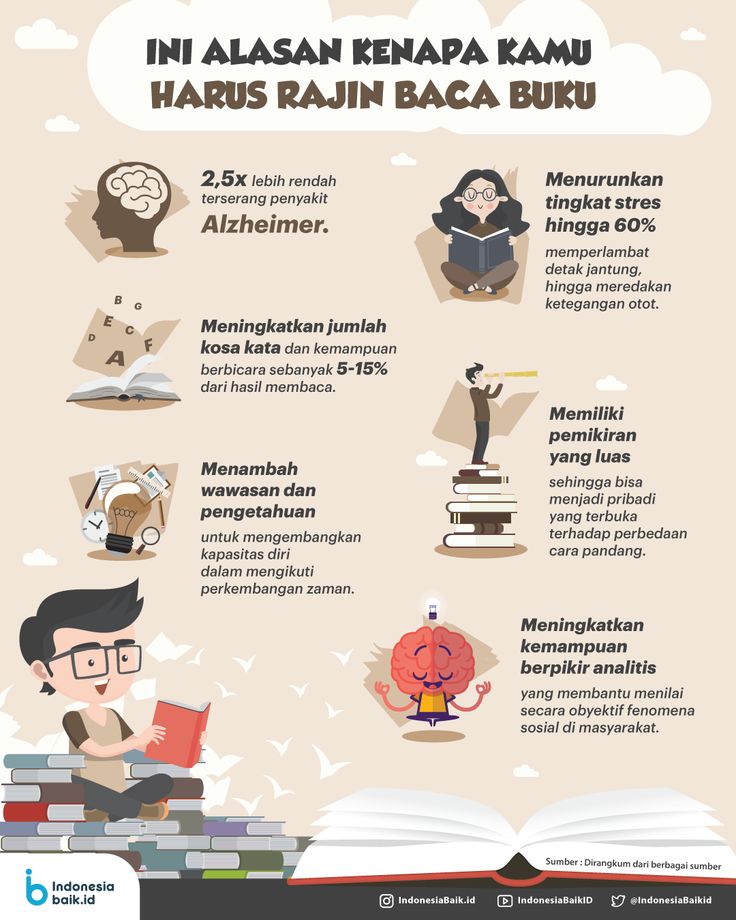 INI ALASAN KENAPA KAMU
HARUS RAJIN BACA BUKU
2,5x lebih rendah
terserang penyakit
Alzheimer.
Menurunkan
tingkat stres
hingga 60%
memperlambat
detak jantung,
hingga meredakan
ketegangan otot.
B G
E C
D F
A
Meningkatkan jumlah
kosa kata dan kemampuan
berbicara sebanyak 5-15%
dari hasil membaca.
Memiliki
pemikiran
yang luas
sehingga bisa
menjadi pribadi
yang terbuka
terhadap perbedaan
cara pandang.
Menambah
wawasan dan
pengetahuan
untuk mengembangkan
kapasitas diri
dalam mengikuti
perkembangan zaman.
Meningkatkan
kemampuan
berpikir analitis
yang membantu menilai
secara obyektif fenomena
sosial di masyarakat.
Sumber : Dirangkum dari berbagai sumber
Indonesia
baik.id
IndonesiaBaik.id
IndonesiaBaikID
@IndonesiaBaikid